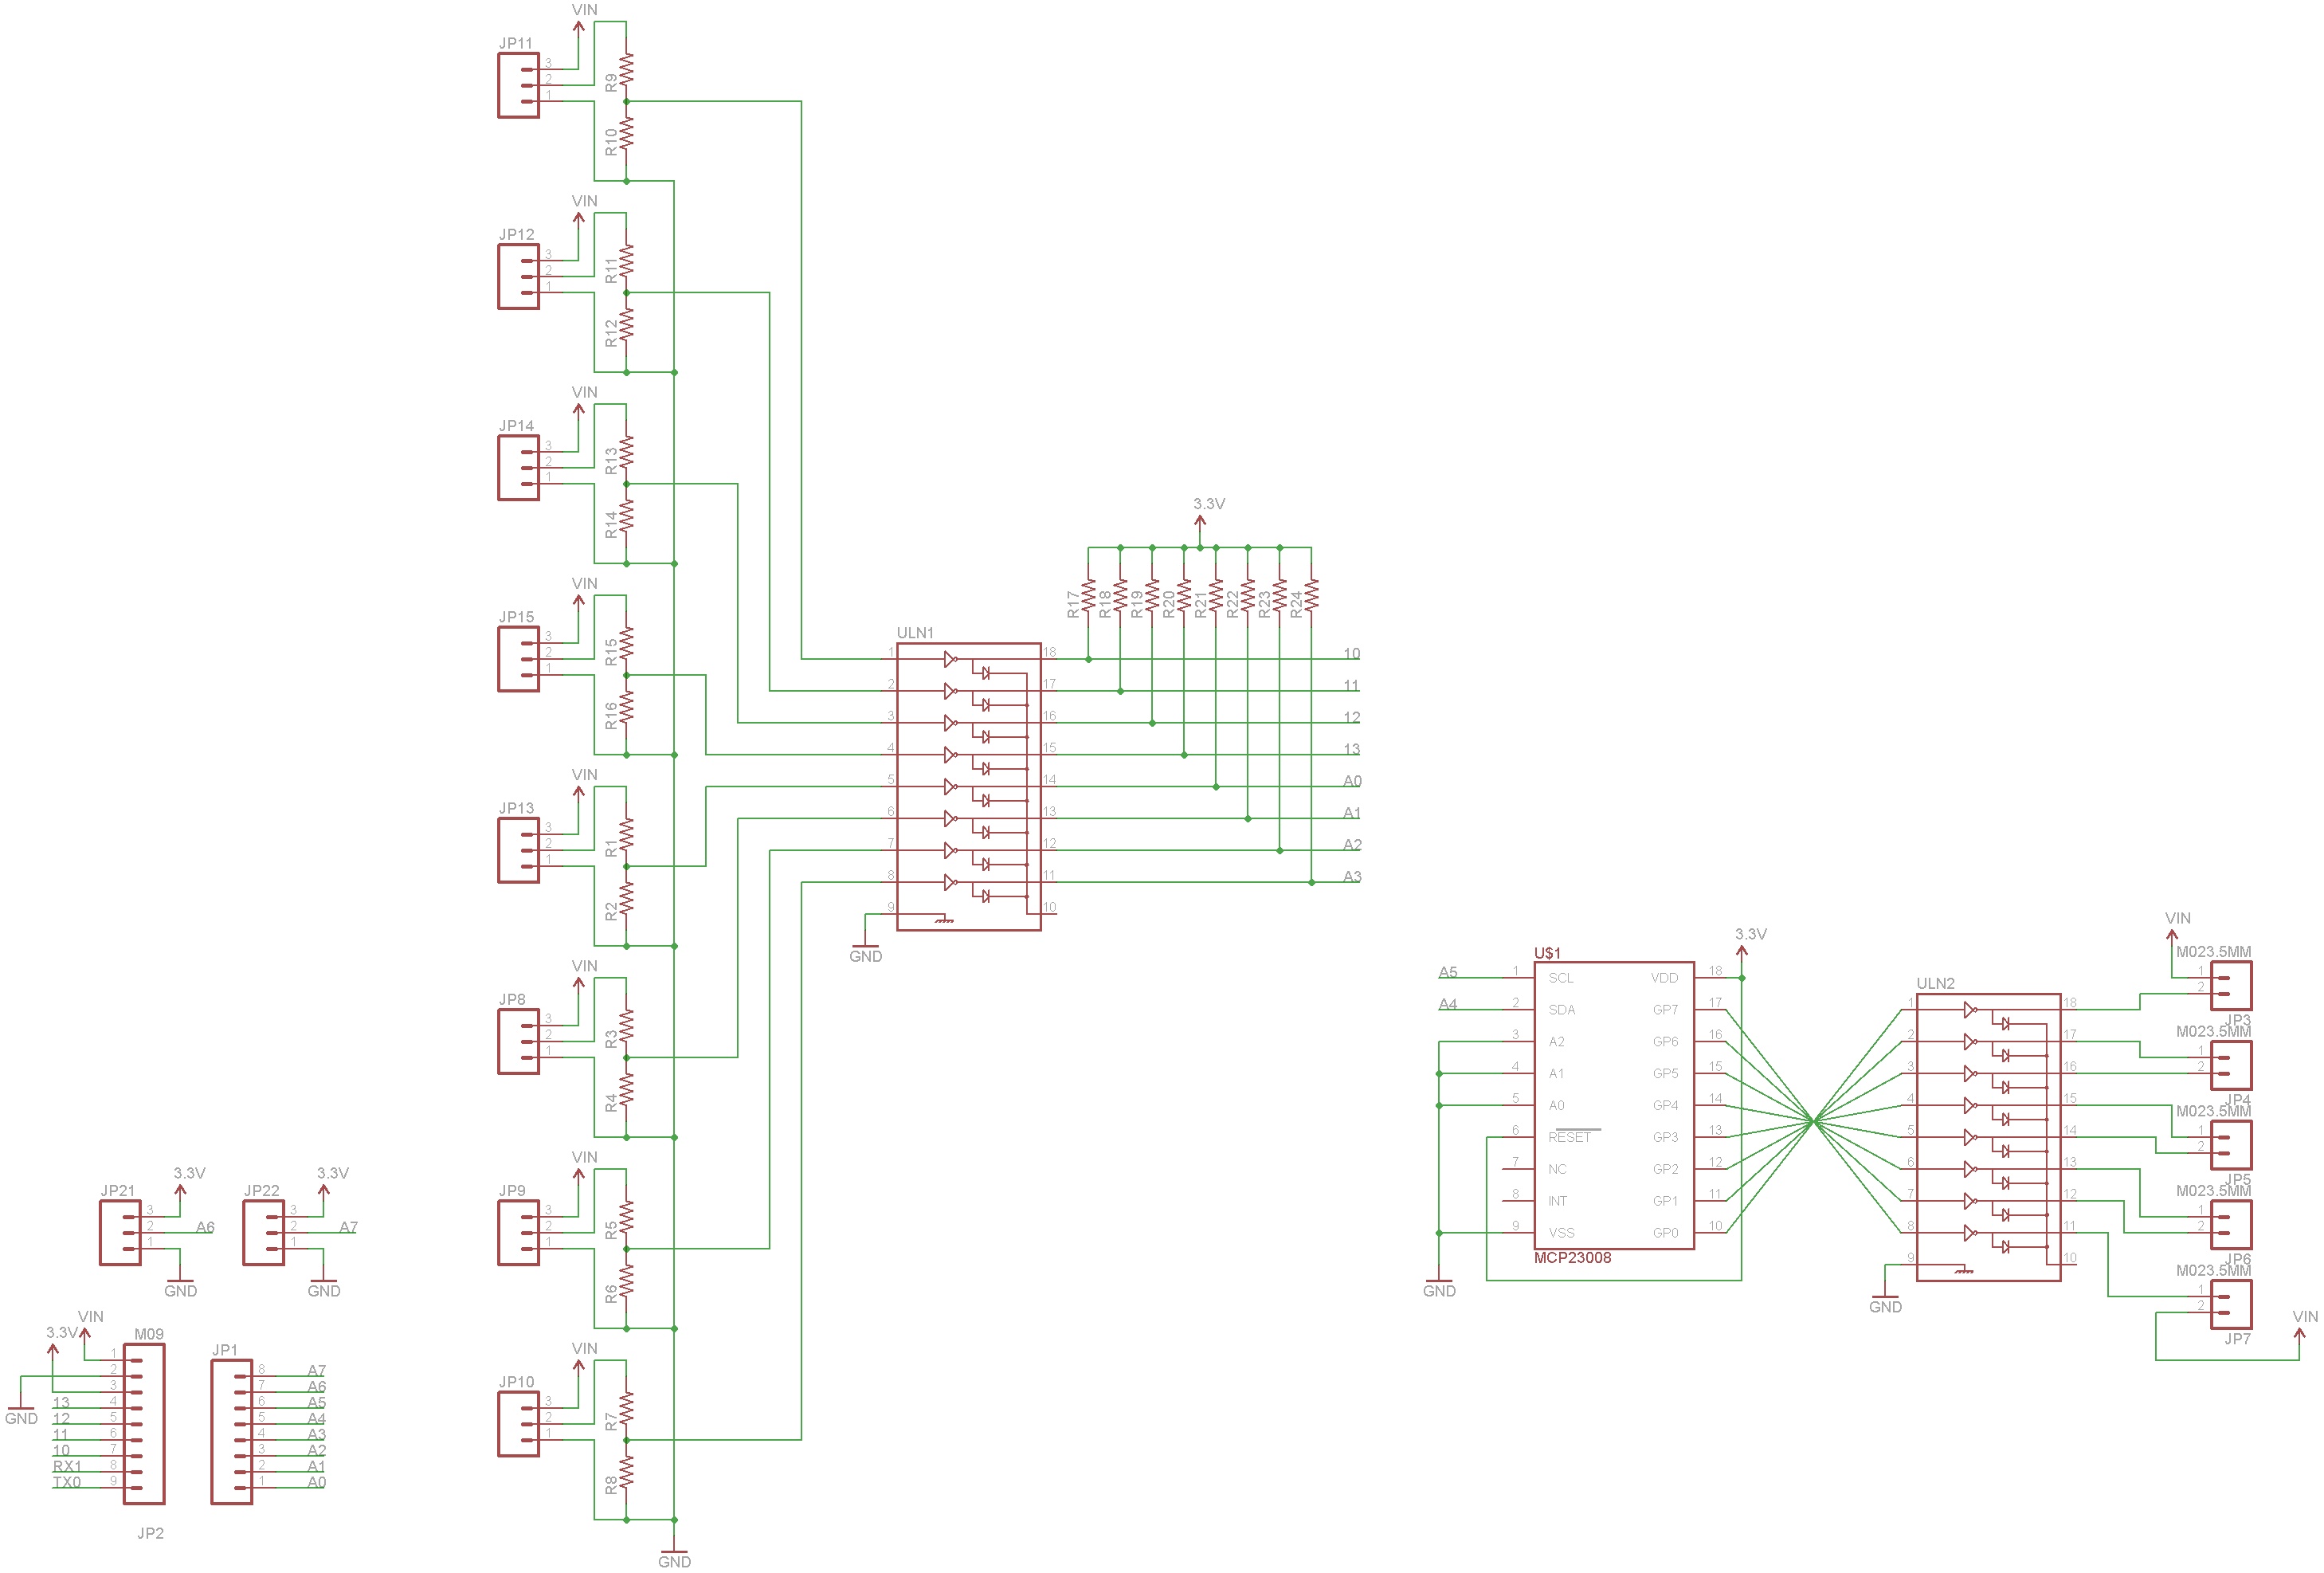 VIN
JP11
3
2
1
R9
R10
VIN
JP12
3
2
1
R11
R12
VIN
JP14
3
2
1
R13
R14
VIN
JP15
3
2
1
R15
R16
VIN
JP13
3
2
1
R1
R2
VIN
JP8
3
2
1
R3
R4
VIN
JP9
3
2
1
R5
R6
VIN
JP10
3
2
1
R7
R8
GND
3.3V
R17 R18 R19 R20 R21 R22 R23 R24
ULN1
1 18 10
2 17 11
3 16 12
4 15 13
5 14 A0
6 13 A1
7 12 A2
8 11 A3
9 10
GND
3.3V
U$1
A5 1 SCL VDD 18
A4 2 SDA GP7 17
3 A2 GP6 16
4 A1 GP5 15
5 A0 GP4 14
6 RESET GP3 13
7 NC GP2 12
8 INT GP1 11
9 VSS GP0 10
MCP23008
GND
ULN2
1 18
2 17
3 16
4 15
5 14
6 13
7 12
8 11
9 10
GND
VIN
M023.5MM
1
2
JP3
M023.5MM
1
2
JP4
M023.5MM
1
2
JP5
M023.5MM
1
2
JP6
M023.5MM
1
2
JP7
VIN
3.3V
JP21
3
2 A6
1
GND
3.3V
JP22
3
2 A7
1
GND
VIN
3.3V
M09
1
2
3
13 4
12 5
11 6
10 7
RX1 8
TX0 9
GND
JP2
JP1
8 A7
7 A6
6 A5
5 A4
4 A3
3 A2
2 A1
1 A0